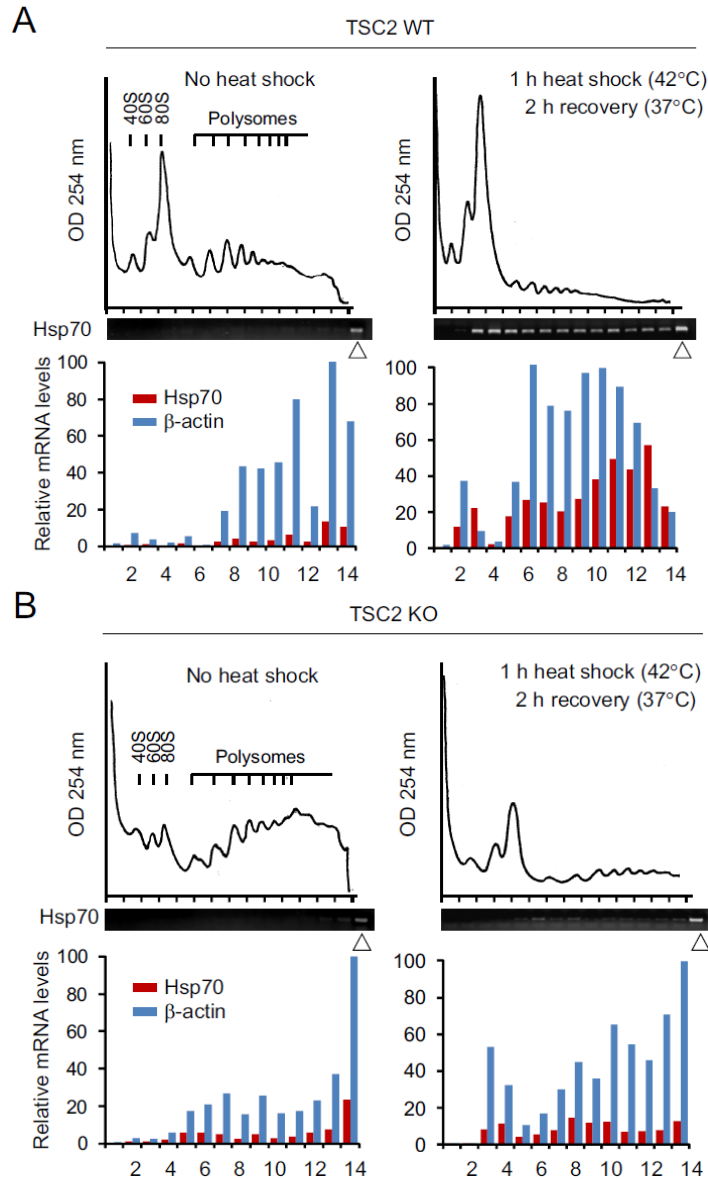 A
TSC2 WT
No heat shock
1 h heat shock (42°C)
2 h recovery (37°C)
40S
60S
80S
Polysomes
OD 254 nm
OD 254 nm
Hsp70
△
△
Relative mRNA levels
100
80
60
40
20
0
Hsp70
β-actin
2 4 6 8 10 12 14
100
80
60
40
20
0
2 4 6 8 10 12 14
B
TSC2 KO
No heat shock
1 h heat shock (42°C)
2 h recovery (37°C)
40S
60S
80S
Polysomes
OD 254 nm
OD 254 nm
Hsp70
△
△
Relative mRNA levels
100
80
60
40
20
0
Hsp70
β-actin
2 4 6 8 10 12 14
100
80
60
40
20
0
2 4 6 8 10 12 14